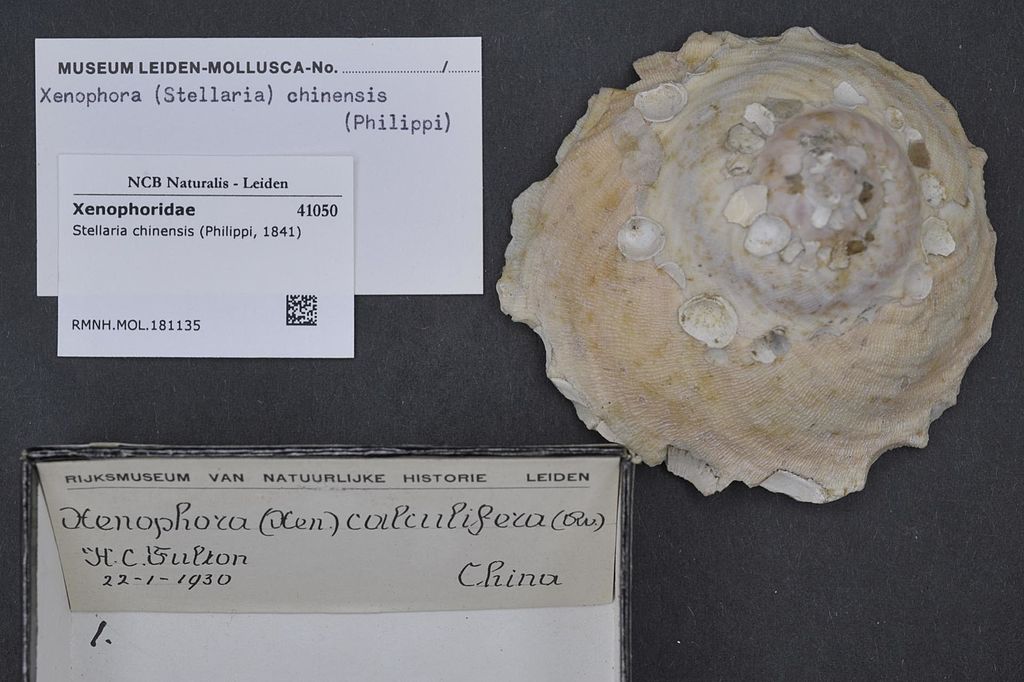 MUSEUM LEIDEN-MOLLUSCA-No. ................../......
Xenophora (Stellaria) chinensis
(Philippi)
NCB Naturalis - Leiden
Xenophoridae 41050
Stellaria chinensis (Philippi, 1841)
RMNH.MOL.181135
RIJKSMUSEUM VAN NATUURLIJKE HISTORIE LEIDEN
Xenophora (Xen) calculifera
H.C. Fulton
22-1-1930 China
1.